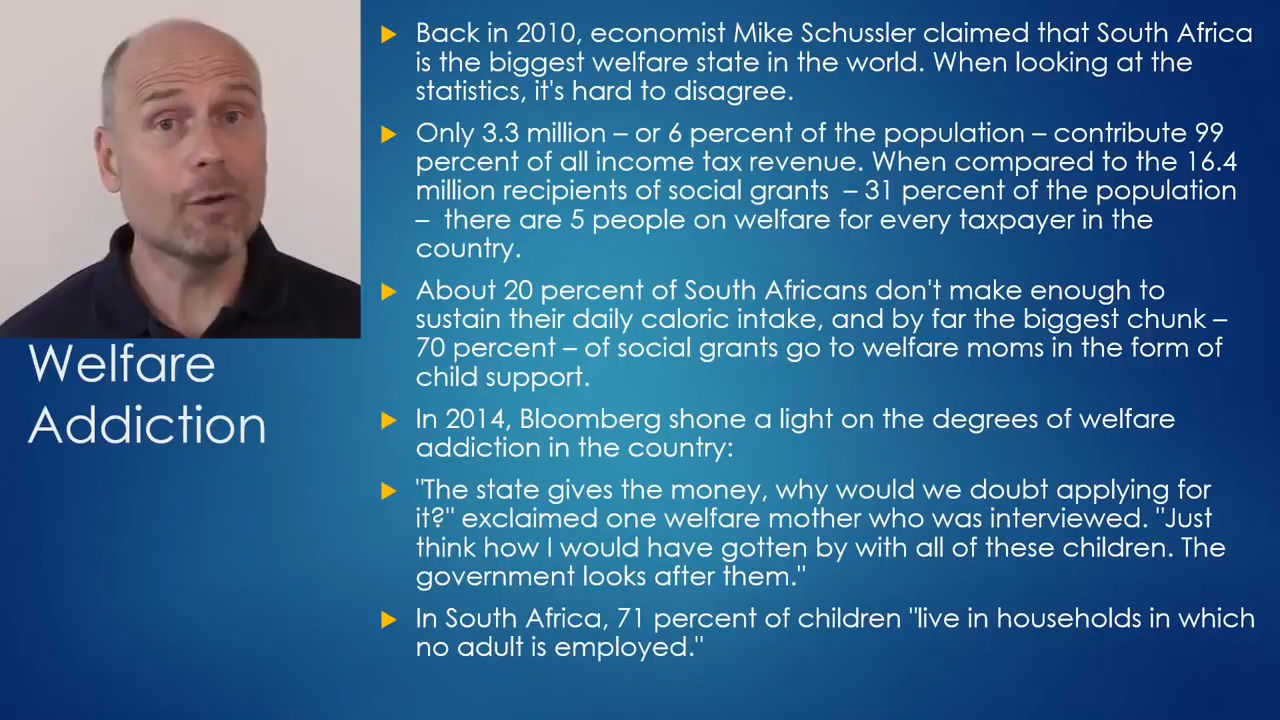 Welfare
Addiction
Back in 2010, economist Mike Schussler claimed that South Africa
is the biggest welfare state in the world. When looking at the
statistics, it's hard to disagree.
Only 3.3 million – or 6 percent of the population – contribute 99
percent of all income tax revenue. When compared to the 16.4
million recipients of social grants – 31 percent of the population
– there are 5 people on welfare for every taxpayer in the
country.
About 20 percent of South Africans don't make enough to
sustain their daily caloric intake, and by far the biggest chunk –
70 percent – of social grants go to welfare moms in the form of
child support.
In 2014, Bloomberg shone a light on the degrees of welfare
addiction in the country:
"The state gives the money, why would we doubt applying for
it?" exclaimed one welfare mother who was interviewed. "Just
think how I would have gotten by with all of these children. The
government looks after them."
In South Africa, 71 percent of children "live in households in which
no adult is employed."